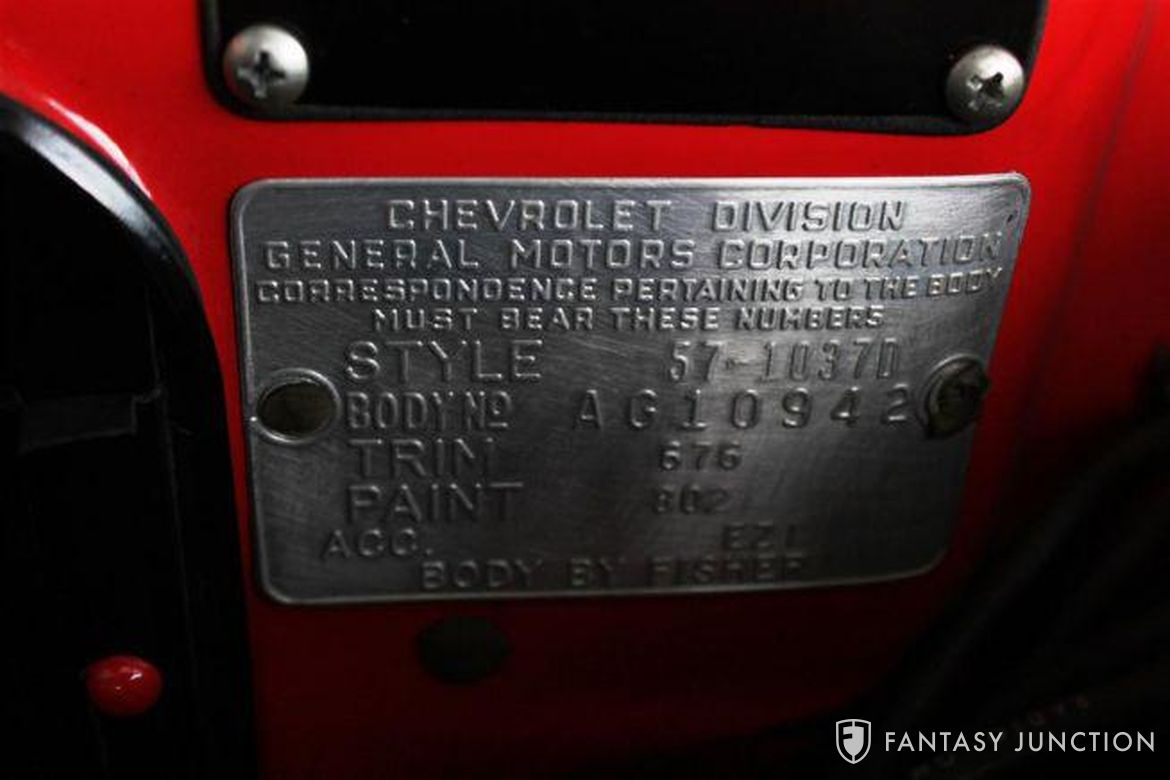 CHEVROLET DIVISION
GENERAL MOTORS CORPORATION
CORRESPONDENCE PERTAINING TO THE BODY
MUST BEAR THESE NUMBERS
STYLE 57-1037D
BODY NO AG10942
TRIM 676
PAINT 802
ACC. EZI
BODY BY FISHER
FANTASY JUNCTION